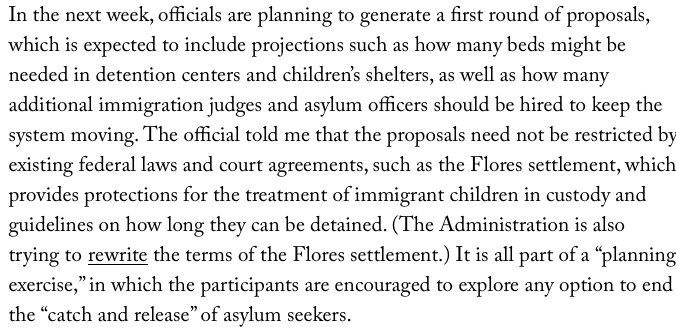 In the next week, officials are planning to generate a first round of proposals,
which is expected to include projections such as how many beds might be
needed in detention centers and children’s shelters, as well as how many
additional immigration judges and asylum officers should be hired to keep the
system moving. The official told me that the proposals need not be restricted by
existing federal laws and court agreements, such as the Flores settlement, which
provides protections for the treatment of immigrant children in custody and
guidelines on how long they can be detained. (The Administration is also
trying to rewrite the terms of the Flores settlement.) It is all part of a “planning
exercise,” in which the participants are encouraged to explore any option to end
the “catch and release” of asylum seekers.